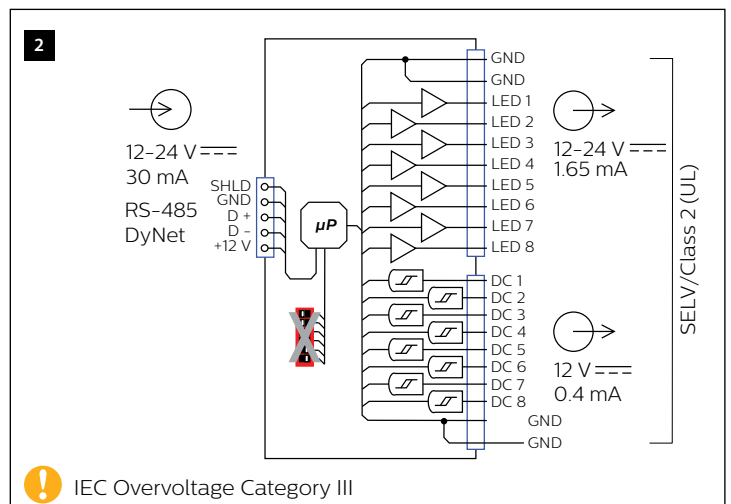 2
12-24 V
30 mA
RS-485
DyNet
SHLD
GND
D +
D -
+12 V
µP
GND
GND
LED 1
LED 2
LED 3
LED 4
LED 5
LED 6
LED 7
LED 8
12-24 V
1.65 mA
DC 1
DC 2
DC 3
DC 4
DC 5
DC 6
DC 7
DC 8
GND
GND
12 V
0.4 mA
SELV/Class 2 (UL)
! IEC Overvoltage Category III